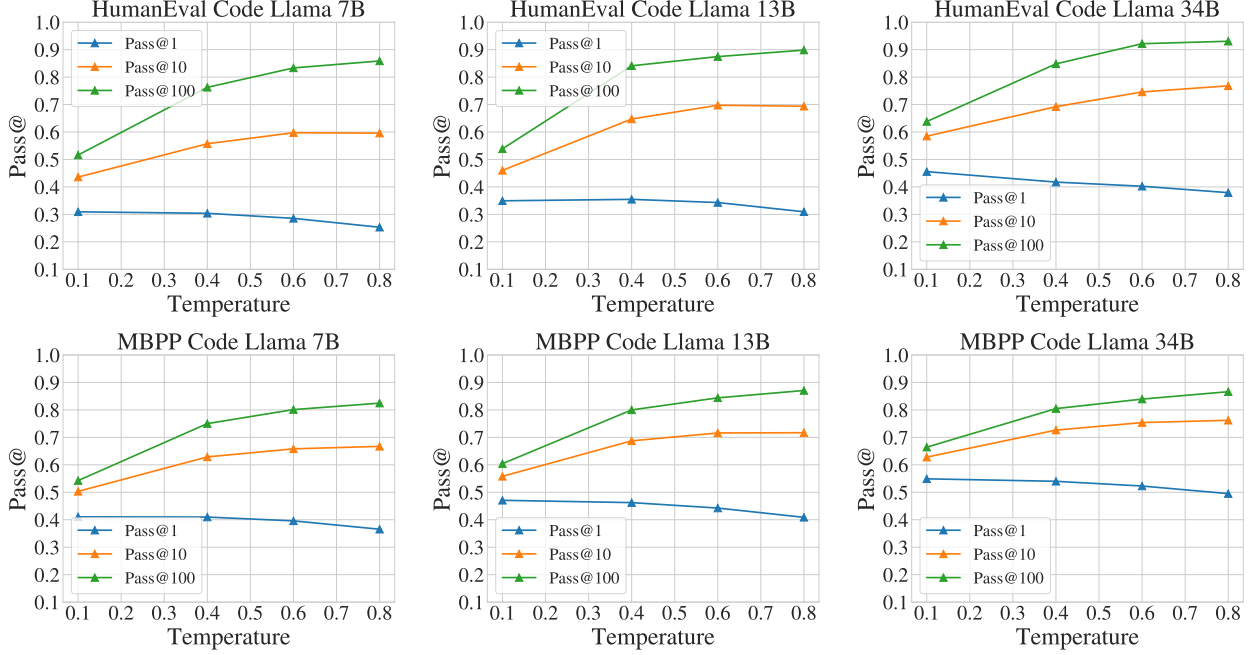 HumanEval Code Llama 7B
1.0
0.9
0.8
0.7
0.6
0.5
0.4
0.3
0.2
0.1
Pass@
Pass@1
Pass@10
Pass@100
0.1 0.2 0.3 0.4 0.5 0.6 0.7 0.8
Temperature
HumanEval Code Llama 13B
1.0
0.9
0.8
0.7
0.6
0.5
0.4
0.3
0.2
0.1
Pass@
Pass@1
Pass@10
Pass@100
0.1 0.2 0.3 0.4 0.5 0.6 0.7 0.8
Temperature
HumanEval Code Llama 34B
1.0
0.9
0.8
0.7
0.6
0.5
0.4
0.3
0.2
0.1
Pass@
Pass@1
Pass@10
Pass@100
0.1 0.2 0.3 0.4 0.5 0.6 0.7 0.8
Temperature
MBPP Code Llama 7B
1.0
0.9
0.8
0.7
0.6
0.5
0.4
0.3
0.2
0.1
Pass@
Pass@1
Pass@10
Pass@100
0.1 0.2 0.3 0.4 0.5 0.6 0.7 0.8
Temperature
MBPP Code Llama 13B
1.0
0.9
0.8
0.7
0.6
0.5
0.4
0.3
0.2
0.1
Pass@
Pass@1
Pass@10
Pass@100
0.1 0.2 0.3 0.4 0.5 0.6 0.7 0.8
Temperature
MBPP Code Llama 34B
1.0
0.9
0.8
0.7
0.6
0.5
0.4
0.3
0.2
0.1
Pass@
Pass@1
Pass@10
Pass@100
0.1 0.2 0.3 0.4 0.5 0.6 0.7 0.8
Temperature